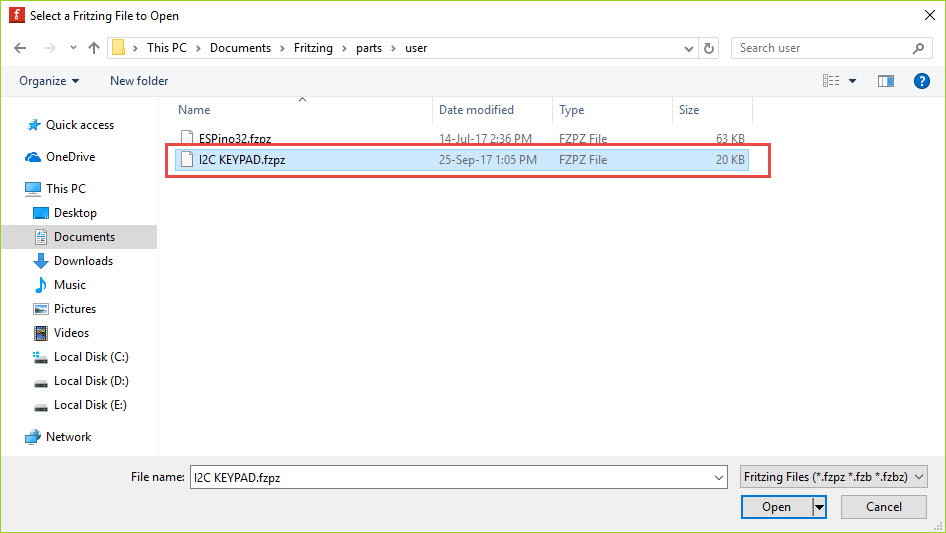 Select a Fritzing File to Open
This PC > Documents > Fritzing > parts > user
Search user
Organize
New folder
Name Date modified Type Size
ESPino32.fzpz 14-Jul-17 2:36 PM FZPZ File 63 KB
I2C KEYPAD.fzpz 25-Sep-17 1:05 PM FZPZ File 20 KB
Quick access
OneDrive
This PC
Desktop
Documents
Downloads
Music
Pictures
Videos
Local Disk (C:)
Local Disk (D:)
Local Disk (E:)
Network
File name: I2C KEYPAD.fzpz
Fritzing Files (*.fzpz *.fzb *.fzbz)
Open
Cancel